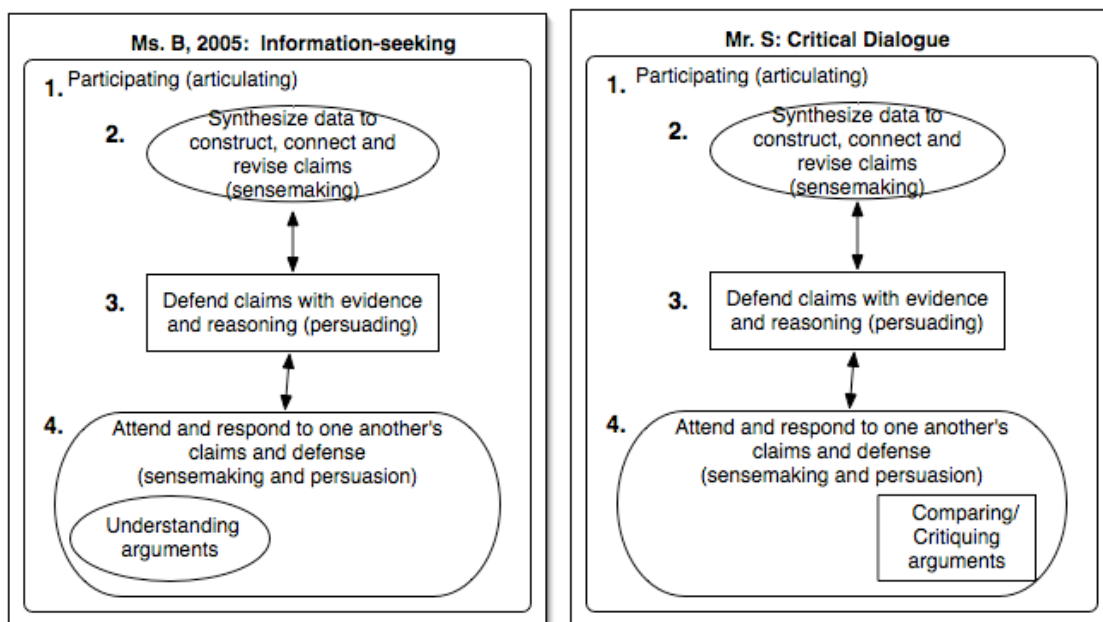 Ms. B, 2005: Information-seeking
1. Participating (articulating)
2. Synthesize data to
construct, connect and
revise claims
(sensemaking)
3. Defend claims with evidence
and reasoning (persuading)
4. Attend and respond to one another's
claims and defense
(sensemaking and persuasion)
Understanding
arguments
Mr. S: Critical Dialogue
1. Participating (articulating)
2. Synthesize data to
construct, connect and
revise claims
(sensemaking)
3. Defend claims with evidence
and reasoning (persuading)
4. Attend and respond to one another's
claims and defense
(sensemaking and persuasion)
Comparing/
Critiquing
arguments